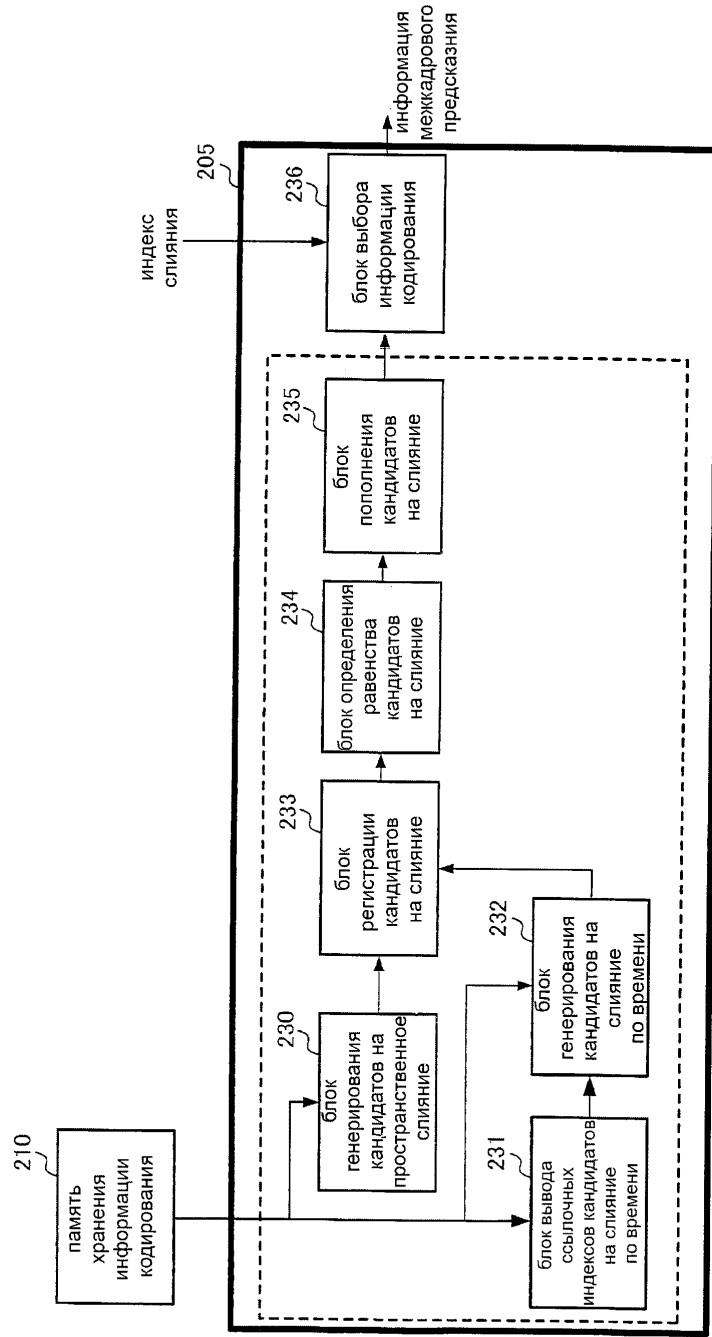 210
память
хранения
информации
кодирования
205
индекс
слияния
230
блок
генерирования
кандидатов на
пространственное
слияние
231
блок вывода
ссылочных
индексов кандидатов
на слияние
по времени
232
блок
генерирования
кандидатов на
слияние
по времени
233
блок
регистрации
кандидатов
на слияние
234
блок определения
равенства
кандидатов
на слияние
235
блок
пополнения
кандидатов
на слияние
236
блок выбора
информации
кодирования
информация
межкадрового
предсказния